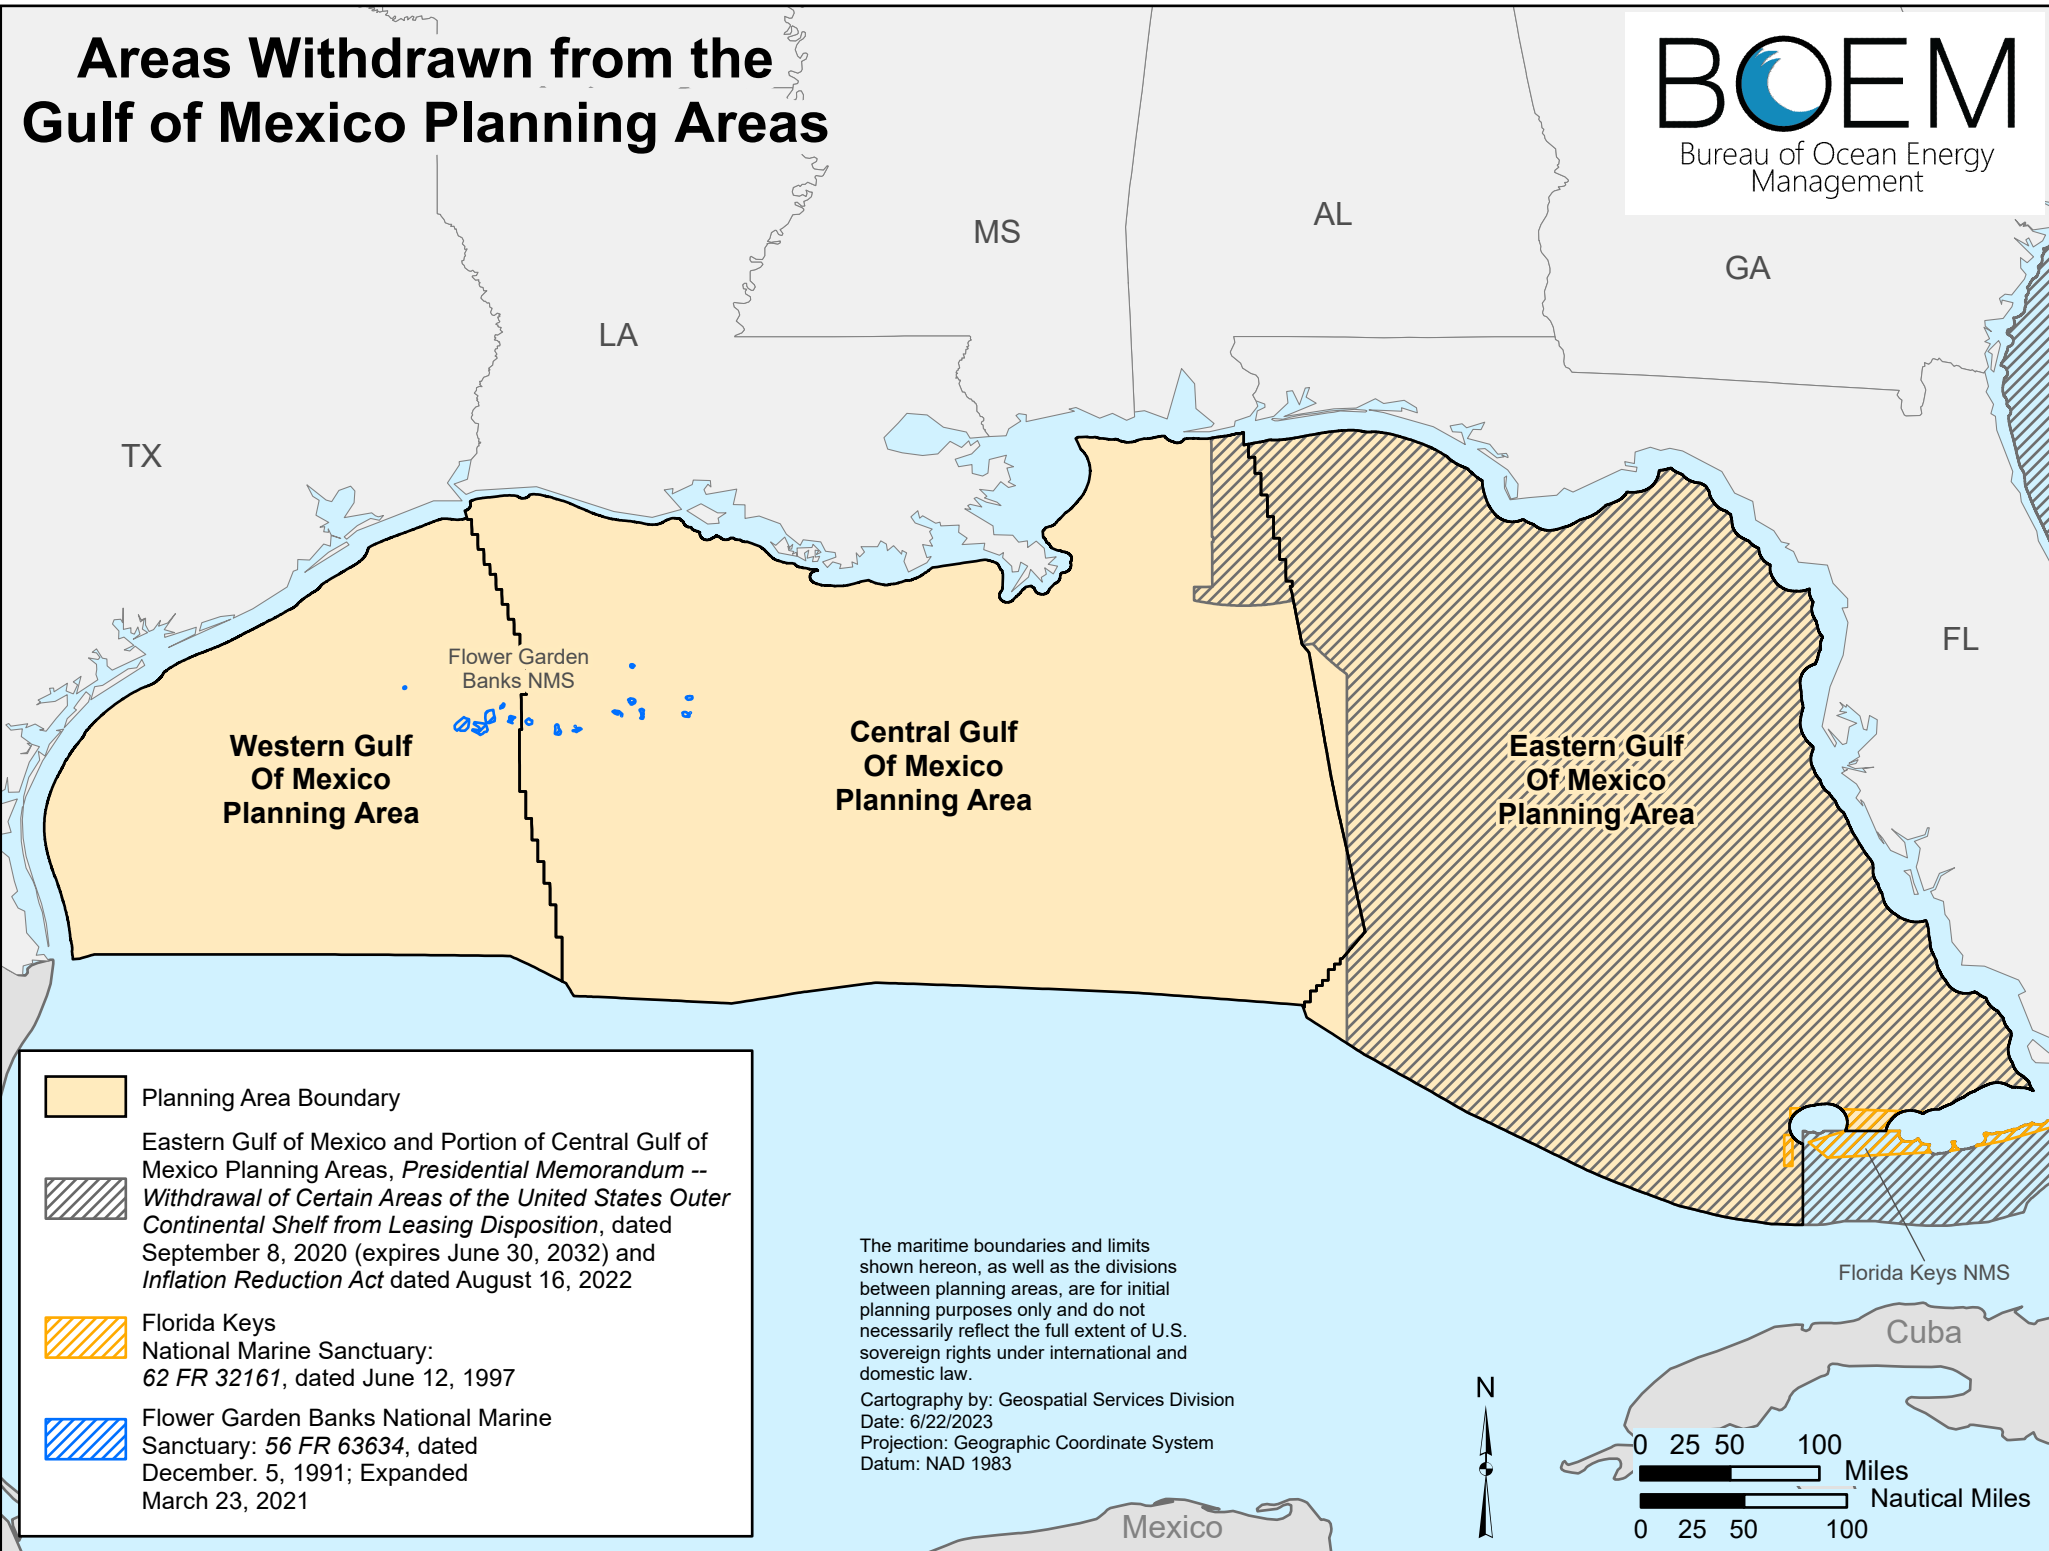 Areas Withdrawn from the
Gulf of Mexico Planning Areas
BOEM
Bureau of Ocean Energy
Management
MS
AL
GA
LA
TX
FL
Flower Garden
Banks NMS
Western Gulf
Of Mexico
Planning Area
Central Gulf
Of Mexico
Planning Area
Eastern Gulf
Of Mexico
Planning Area
Planning Area Boundary
Eastern Gulf of Mexico and Portion of Central Gulf of
Mexico Planning Areas, Presidential Memorandum --
Withdrawal of Certain Areas of the United States Outer
Continental Shelf from Leasing Disposition, dated
September 8, 2020 (expires June 30, 2032) and
Inflation Reduction Act dated August 16, 2022
Florida Keys
National Marine Sanctuary:
62 FR 32161, dated June 12, 1997
Flower Garden Banks National Marine
Sanctuary: 56 FR 63634, dated
December. 5, 1991; Expanded
March 23, 2021
The maritime boundaries and limits
shown hereon, as well as the divisions
between planning areas, are for initial
planning purposes only and do not
necessarily reflect the full extent of U.S.
sovereign rights under international and
domestic law.
Cartography by: Geospatial Services Division
Date: 6/22/2023
Projection: Geographic Coordinate System
Datum: NAD 1983
Florida Keys NMS
Cuba
Mexico
N
0 25 50 100
Miles
Nautical Miles
0 25 50 100